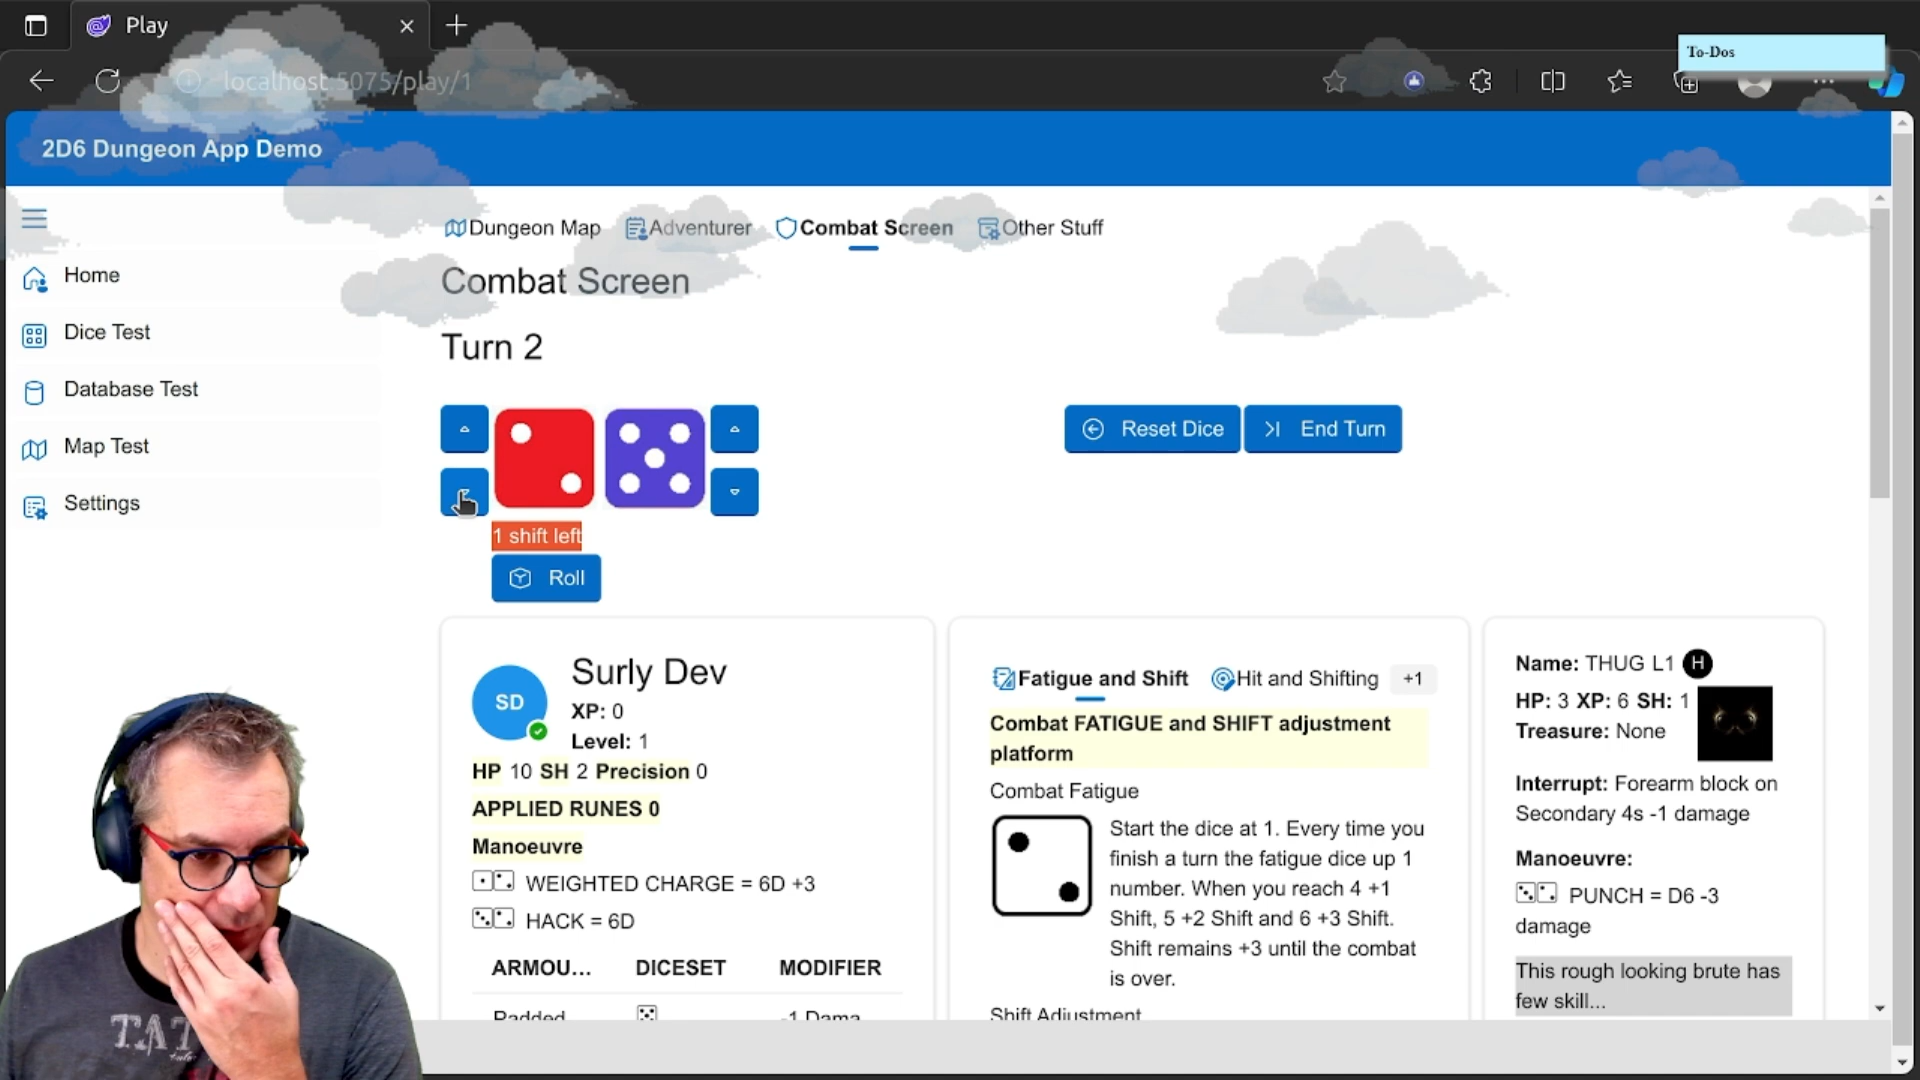 Play
To-Dos
localhost:5075/play/1
2D6 Dungeon App Demo
Dungeon Map
Adventurer
Combat Screen
Other Stuff
Home
Dice Test
Database Test
Map Test
Settings
Combat Screen
Turn 2
Reset Dice
End Turn
1 shift left
Roll
SD
Surly Dev
XP: 0
Level: 1
HP 10 SH 2 Precision 0
APPLIED RUNES 0
Manoeuvre
WEIGHTED CHARGE = 6D +3
HACK = 6D
ARMOU... DICESET MODIFIER
Padded -1 Dama
Fatigue and Shift
Hit and Shifting
+1
Combat FATIGUE and SHIFT adjustment
platform
Combat Fatigue
Start the dice at 1. Every time you
finish a turn the fatigue dice up 1
number. When you reach 4 +1
Shift, 5 +2 Shift and 6 +3 Shift.
Shift remains +3 until the combat
is over.
Shift Adjustment
Name: THUG L1 H
HP: 3 XP: 6 SH: 1
Treasure: None
Interrupt: Forearm block on
Secondary 4s -1 damage
Manoeuvre:
PUNCH = D6 -3
damage
This rough looking brute has
few skill...